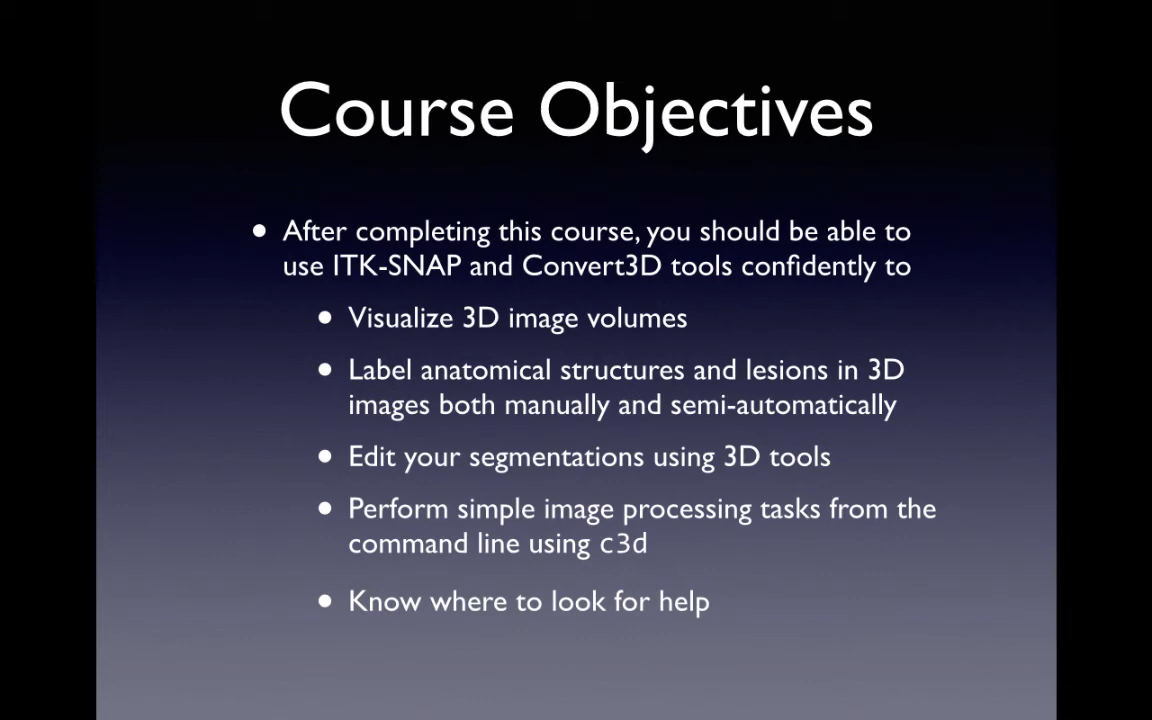 Course Objectives
• After completing this course, you should be able to
use ITK-SNAP and Convert3D tools confidently to
• Visualize 3D image volumes
• Label anatomical structures and lesions in 3D
images both manually and semi-automatically
• Edit your segmentations using 3D tools
• Perform simple image processing tasks from the
command line using c3d
• Know where to look for help